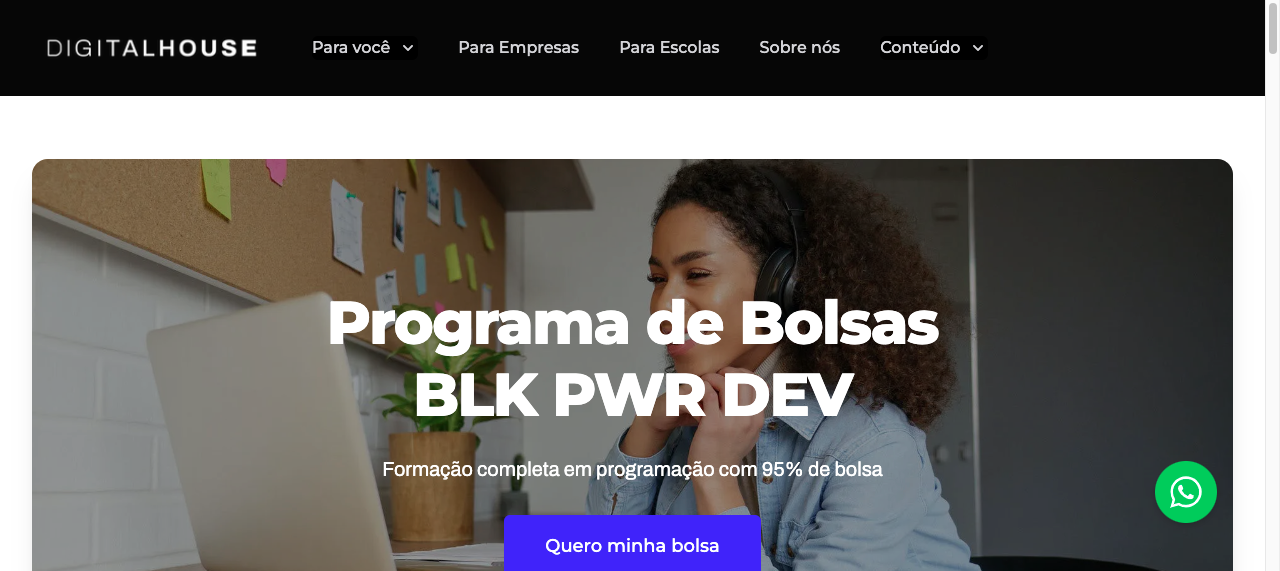 DIGITALHOUSE
Para você
Para Empresas
Para Escolas
Sobre nós
Conteúdo
Programa de Bolsas
BLK PWR DEV
Formação completa em programação com 95% de bolsa
Quero minha bolsa